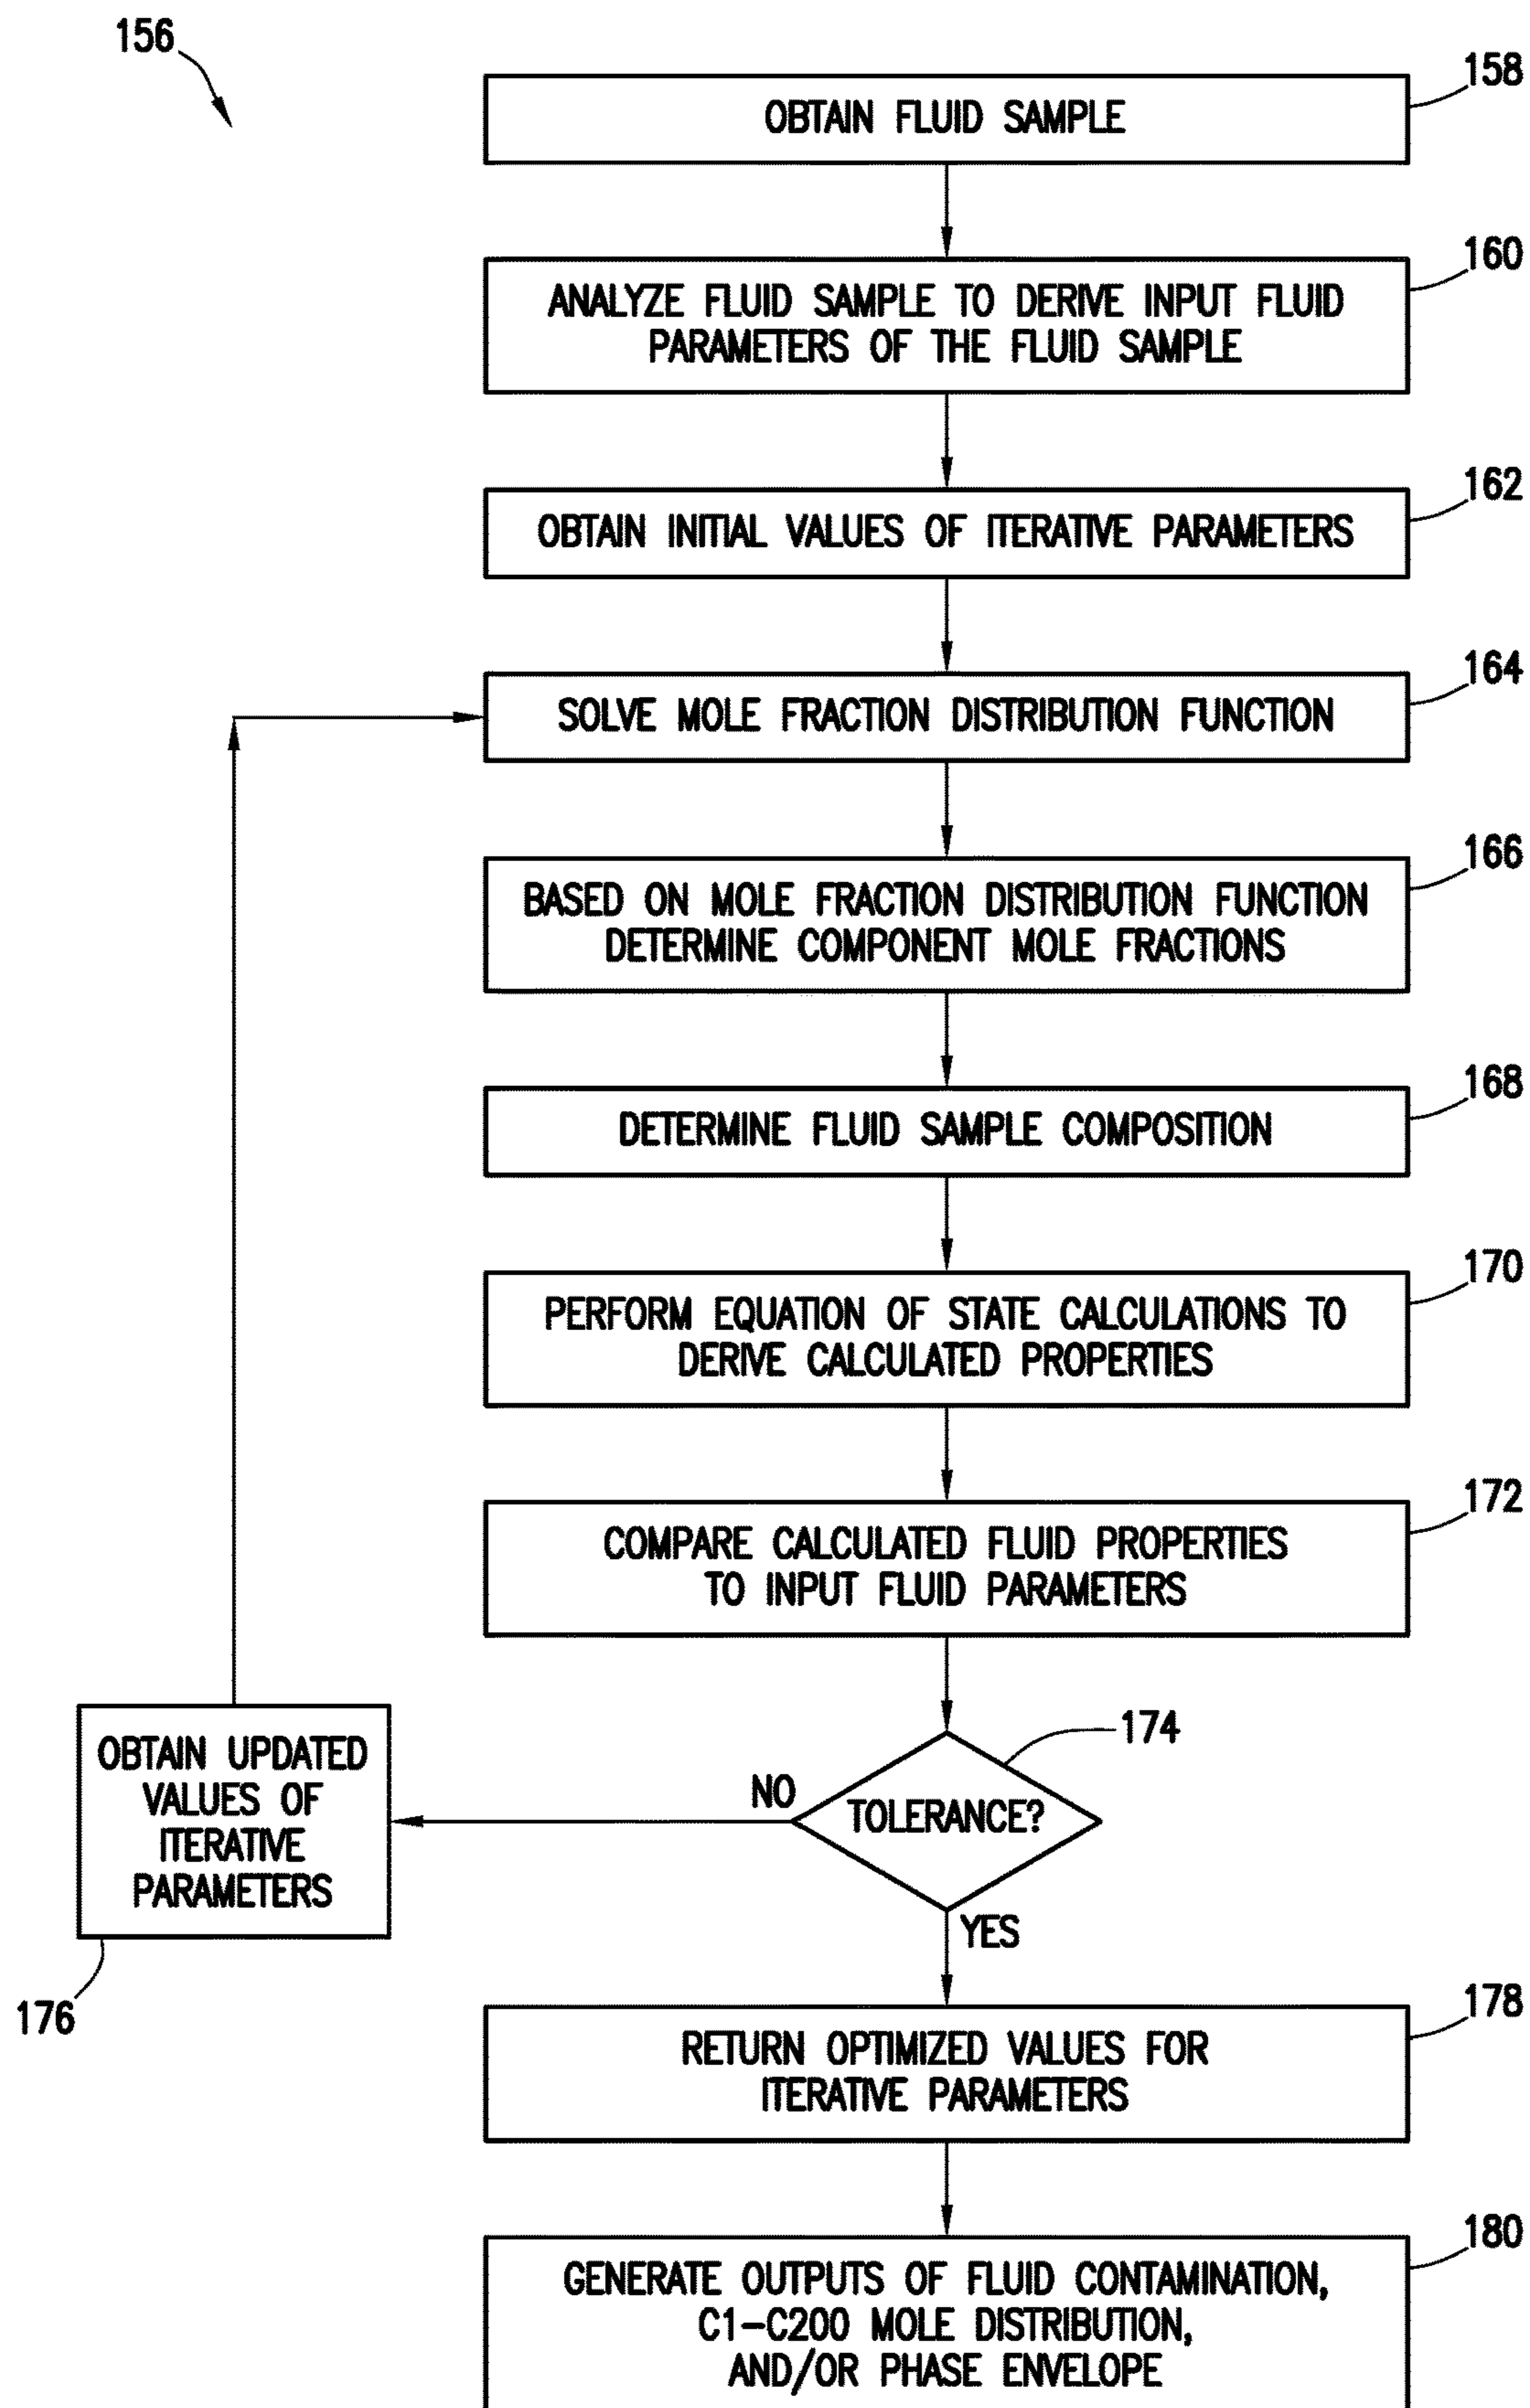 156
158
OBTAIN FLUID SAMPLE
160
ANALYZE FLUID SAMPLE TO DERIVE INPUT FLUID
PARAMETERS OF THE FLUID SAMPLE
162
OBTAIN INITIAL VALUES OF ITERATIVE PARAMETERS
164
SOLVE MOLE FRACTION DISTRIBUTION FUNCTION
166
BASED ON MOLE FRACTION DISTRIBUTION FUNCTION
DETERMINE COMPONENT MOLE FRACTIONS
168
DETERMINE FLUID SAMPLE COMPOSITION
170
PERFORM EQUATION OF STATE CALCULATIONS TO
DERIVE CALCULATED PROPERTIES
172
COMPARE CALCULATED FLUID PROPERTIES
TO INPUT FLUID PARAMETERS
174
TOLERANCE?
NO
OBTAIN UPDATED
VALUES OF
ITERATIVE
PARAMETERS
176
YES
178
RETURN OPTIMIZED VALUES FOR
ITERATIVE PARAMETERS
180
GENERATE OUTPUTS OF FLUID CONTAMINATION,
C1-C200 MOLE DISTRIBUTION,
AND/OR PHASE ENVELOPE